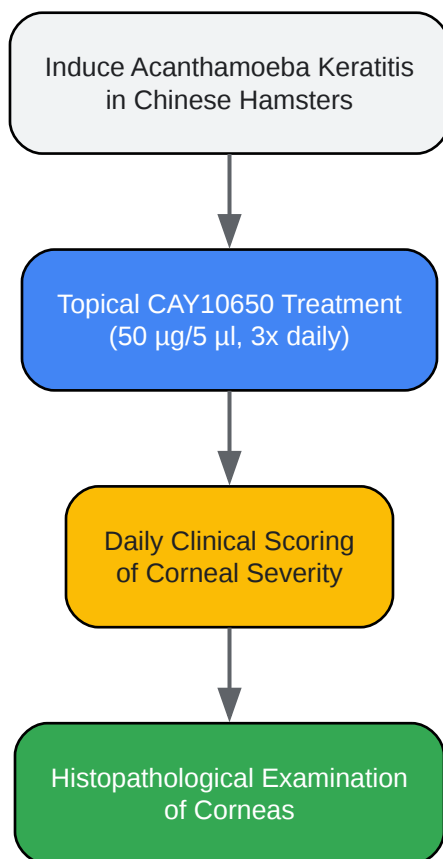 Induce Acanthamoeba Keratitis
in Chinese Hamsters
Topical CAY10650 Treatment
(50 µg/5 µl, 3x daily)
Daily Clinical Scoring
of Corneal Severity
Histopathological Examination
of Corneas